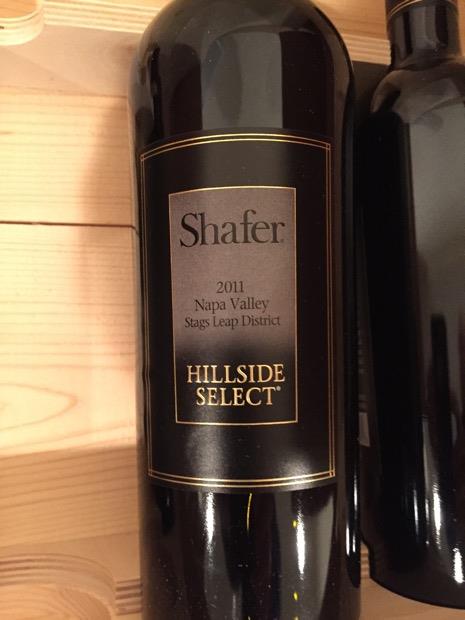 Shafer
2011
Napa Valley
Stags Leap District
HILLSIDE
SELECT®